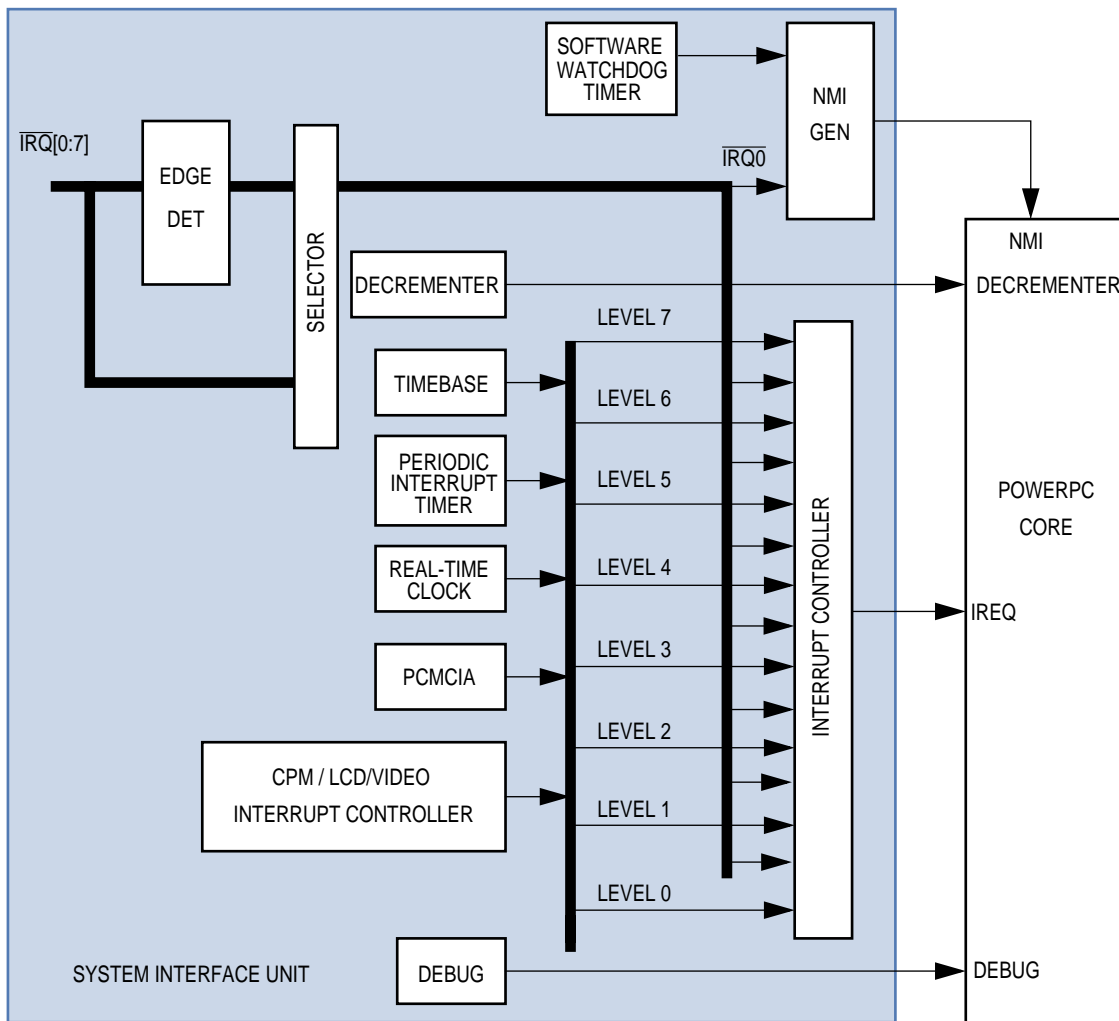 SOFTWARE
WATCHDOG
TIMER
NMI
GEN
IRQ[0:7]
EDGE
DET
IRQ0
SELECTOR
NMI
DECREMENTER
DECREMENTER
LEVEL 7
TIMEBASE
LEVEL 6
PERIODIC
INTERRUPT
TIMER
LEVEL 5
POWERPC
CORE
REAL-TIME
CLOCK
LEVEL 4
INTERRUPT CONTROLLER
IREQ
PCMCIA
LEVEL 3
LEVEL 2
CPM / LCD/VIDEO
INTERRUPT CONTROLLER
LEVEL 1
LEVEL 0
SYSTEM INTERFACE UNIT
DEBUG
DEBUG